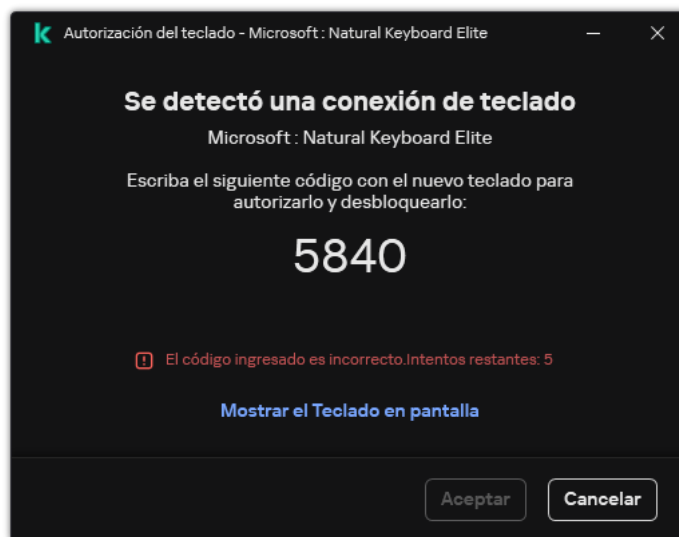 Autorización del teclado - Microsoft : Natural Keyboard Elite
Se detectó una conexión de teclado
Microsoft : Natural Keyboard Elite
Escriba el siguiente código con el nuevo teclado para
autorizarlo y desbloquearlo:
5840
El código ingresado es incorrecto.Intentos restantes: 5
Mostrar el Teclado en pantalla
Aceptar
Cancelar